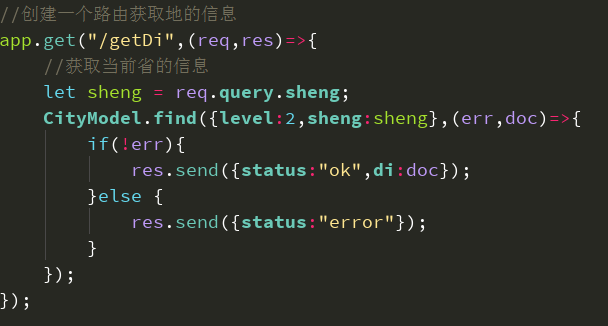 //创建一个路由获取地的信息
app.get("/getDi",(req,res)=>{
    //获取当前省的信息
    let sheng = req.query.sheng;
    CityModel.find({level:2,sheng:sheng},(err,doc)=>{
        if(!err){
            res.send({status:"ok",di:doc});
        }else {
            res.send({status:"error"});
        }
    });
});